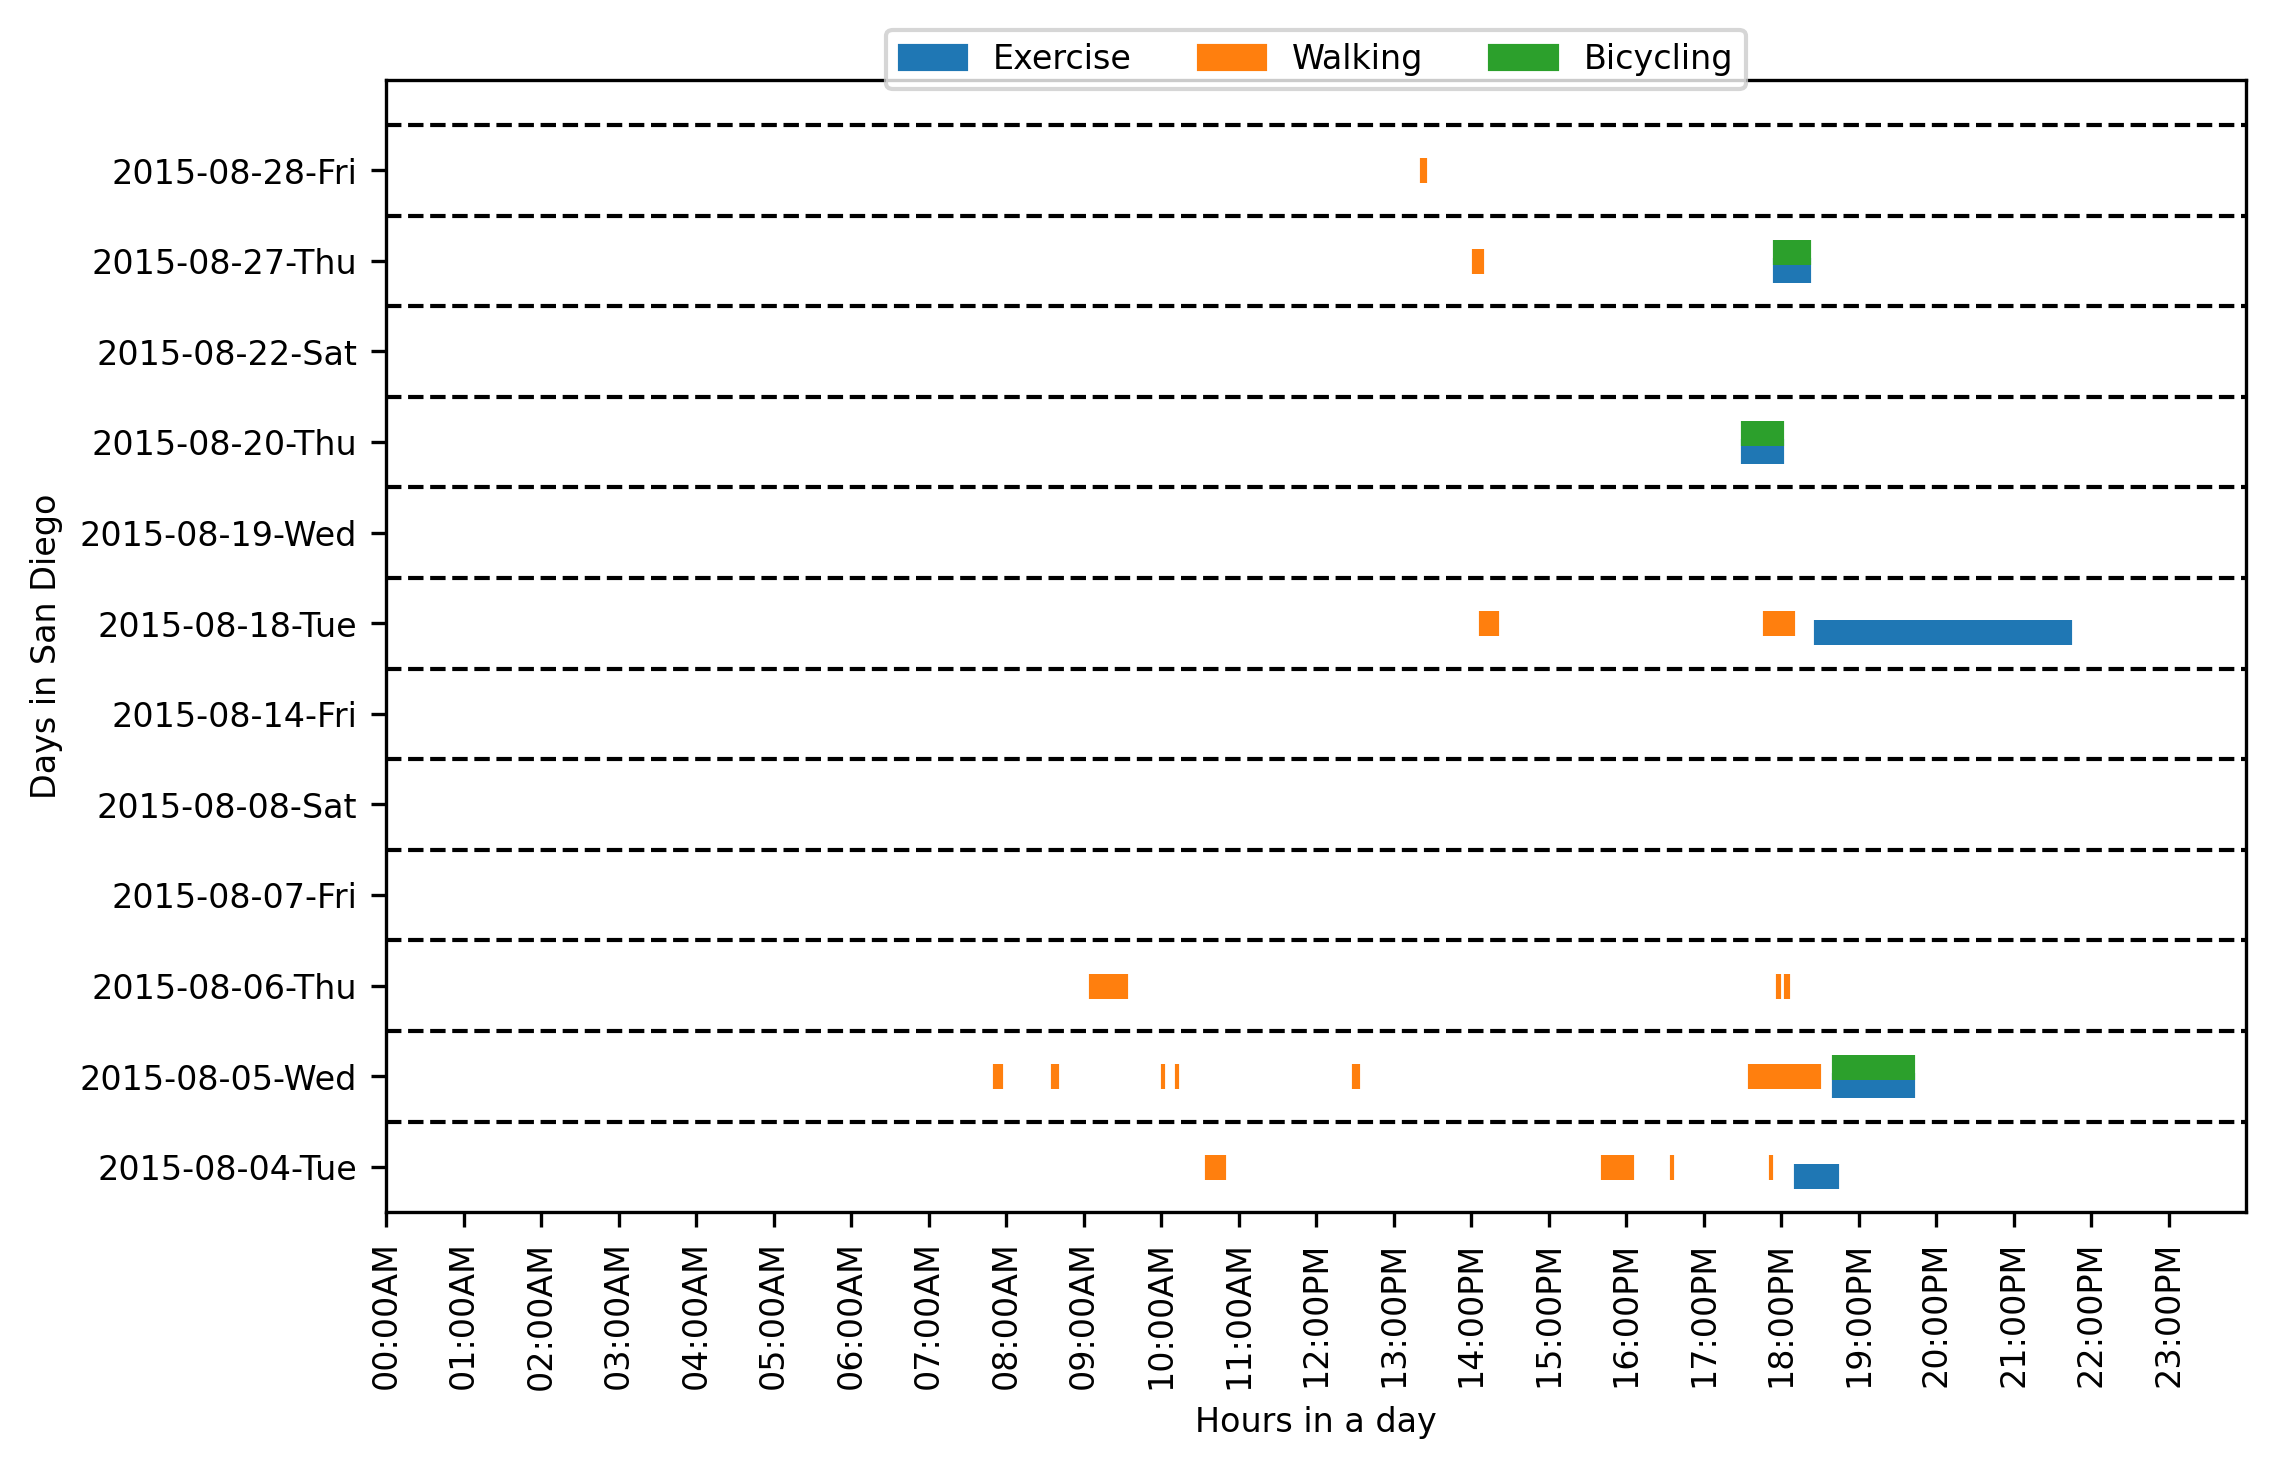 Exercise Walking Bicycling
2015-08-28-Fri
2015-08-27-Thu
2015-08-22-Sat
2015-08-20-Thu
2015-08-19-Wed
2015-08-18-Tue
2015-08-14-Fri
2015-08-08-Sat
2015-08-07-Fri
2015-08-06-Thu
2015-08-05-Wed
2015-08-04-Tue
Days in San Diego
00:00AM
01:00AM
02:00AM
03:00AM
04:00AM
05:00AM
06:00AM
07:00AM
08:00AM
09:00AM
10:00AM
11:00AM
12:00PM
13:00PM
14:00PM
15:00PM
16:00PM
17:00PM
18:00PM
19:00PM
20:00PM
21:00PM
22:00PM
23:00PM
Hours in a day